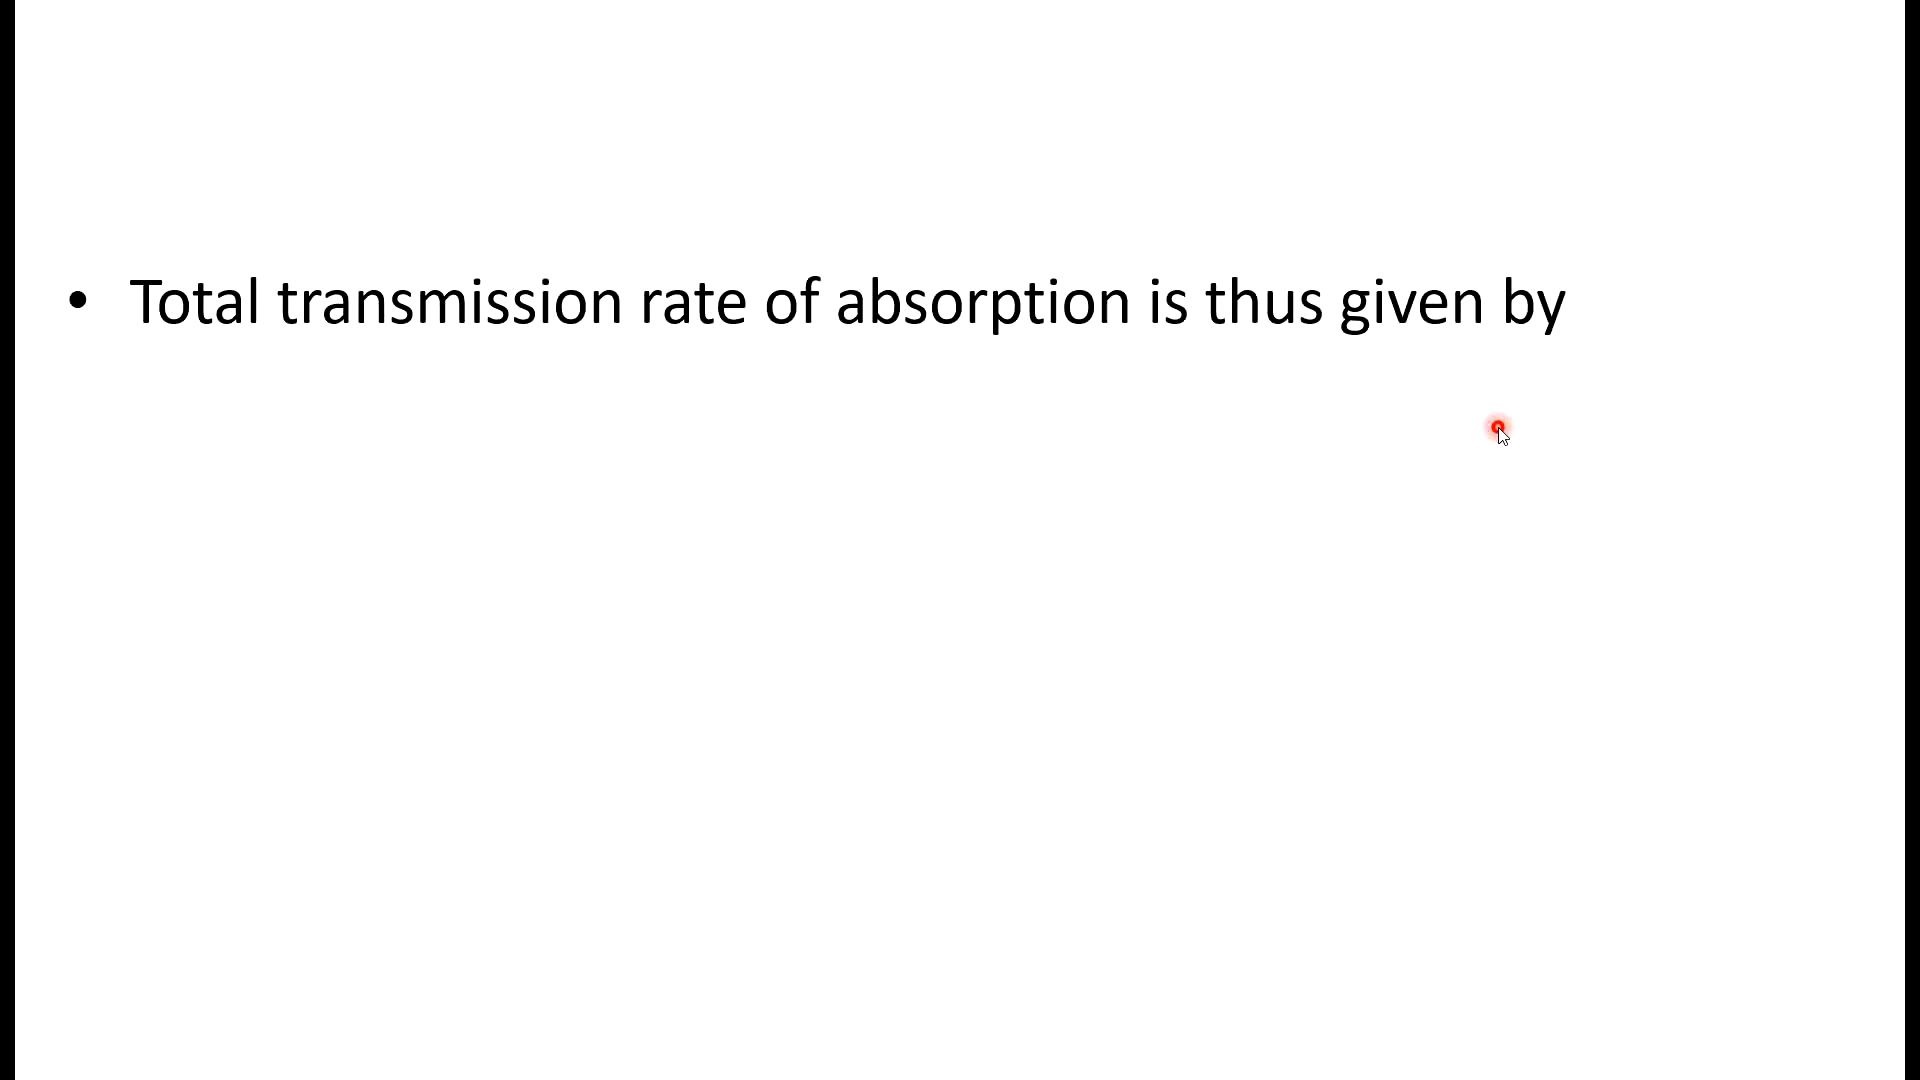 • Total transmission rate of absorption is thus given by